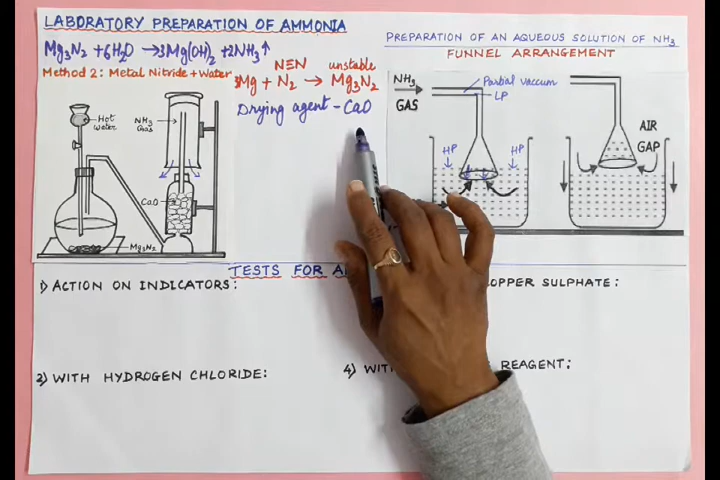 LABORATORY PREPARATION OF AMMONIA
Mg₃N₂ + 6H₂O → 3Mg(OH)₂ + 2NH₃↑
Method 2: Metal Nitride + Water
N≡N unstable
3Mg + N₂ → Mg₃N₂
Drying agent - CaO
Hot Water
NH₃ Gas
CaO
Mg₃N₂
PREPARATION OF AN AQUEOUS SOLUTION OF NH₃
FUNNEL ARRANGEMENT
NH₃ GAS
Partial vaccum
LP
HP
HP
AIR GAP
TESTS FOR A
1) ACTION ON INDICATORS:
OPPER SULPHATE:
2) WITH HYDROGEN CHLORIDE:
4) WIT REAGENT: